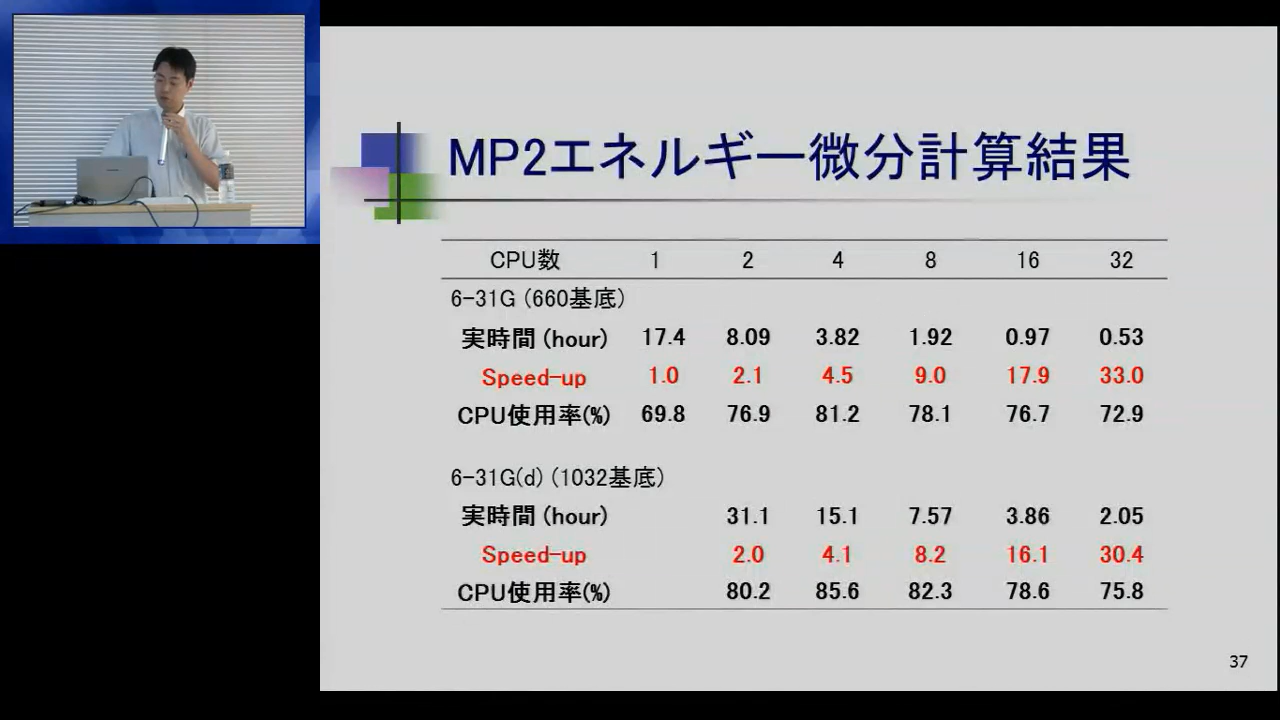 MP2エネルギー微分計算結果
CPU数 1 2 4 8 16 32
6-31G (660基底)
実時間 (hour) 17.4 8.09 3.82 1.92 0.97 0.53
Speed-up 1.0 2.1 4.5 9.0 17.9 33.0
CPU使用率(%) 69.8 76.9 81.2 78.1 76.7 72.9
6-31G(d) (1032基底)
実時間 (hour) 31.1 15.1 7.57 3.86 2.05
Speed-up 2.0 4.1 8.2 16.1 30.4
CPU使用率(%) 80.2 85.6 82.3 78.6 75.8
37